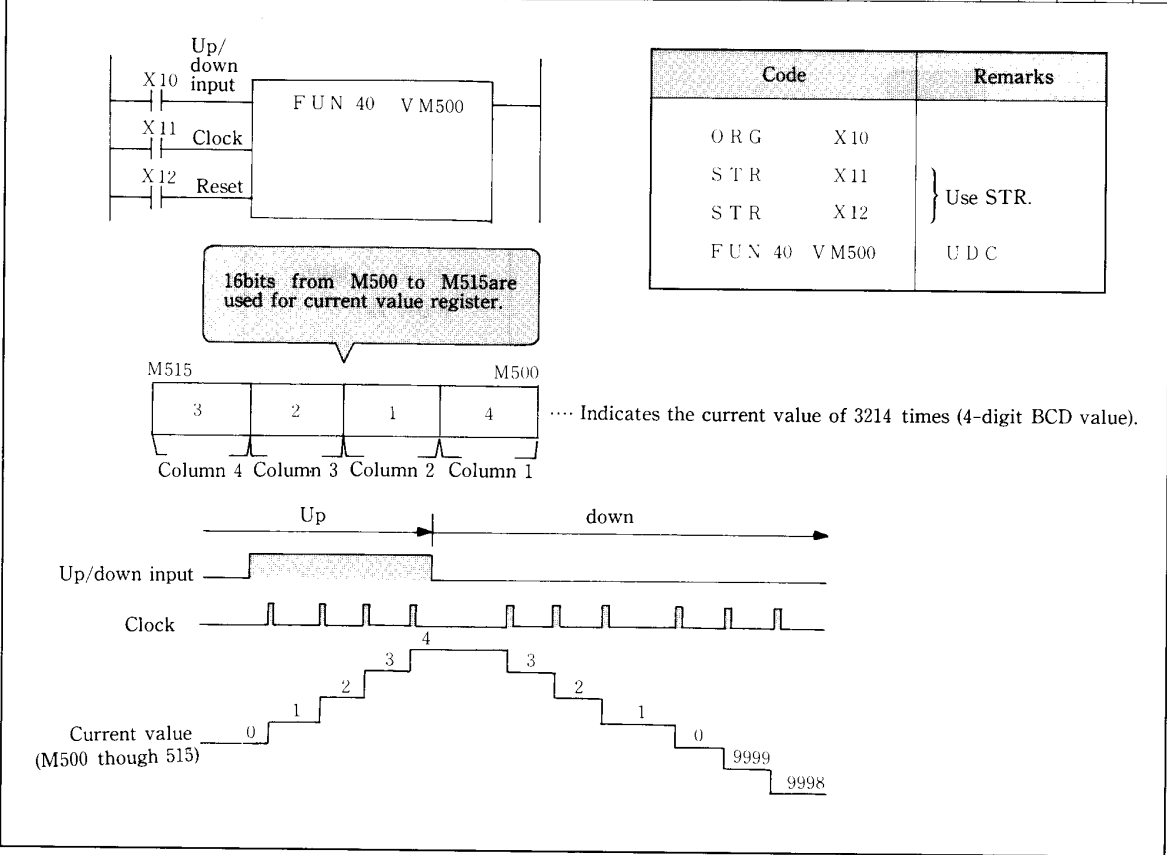 Up/
down
input
X10
FUN 40 VM500
X11
Clock
X12
Reset
Code Remarks
ORG X10
STR X11
STR X12
Use STR.
FUN 40 VM500 UDC
16bits from M500 to M515are
used for current value register.
M515 M500
3 2 1 4
···· Indicates the current value of 3214 times (4-digit BCD value).
Column 4 Column 3 Column 2 Column 1
Up down
Up/down input
Clock
4
3 3
2 2
1 1
Current value 0 0
(M500 though 515)
9999
9998